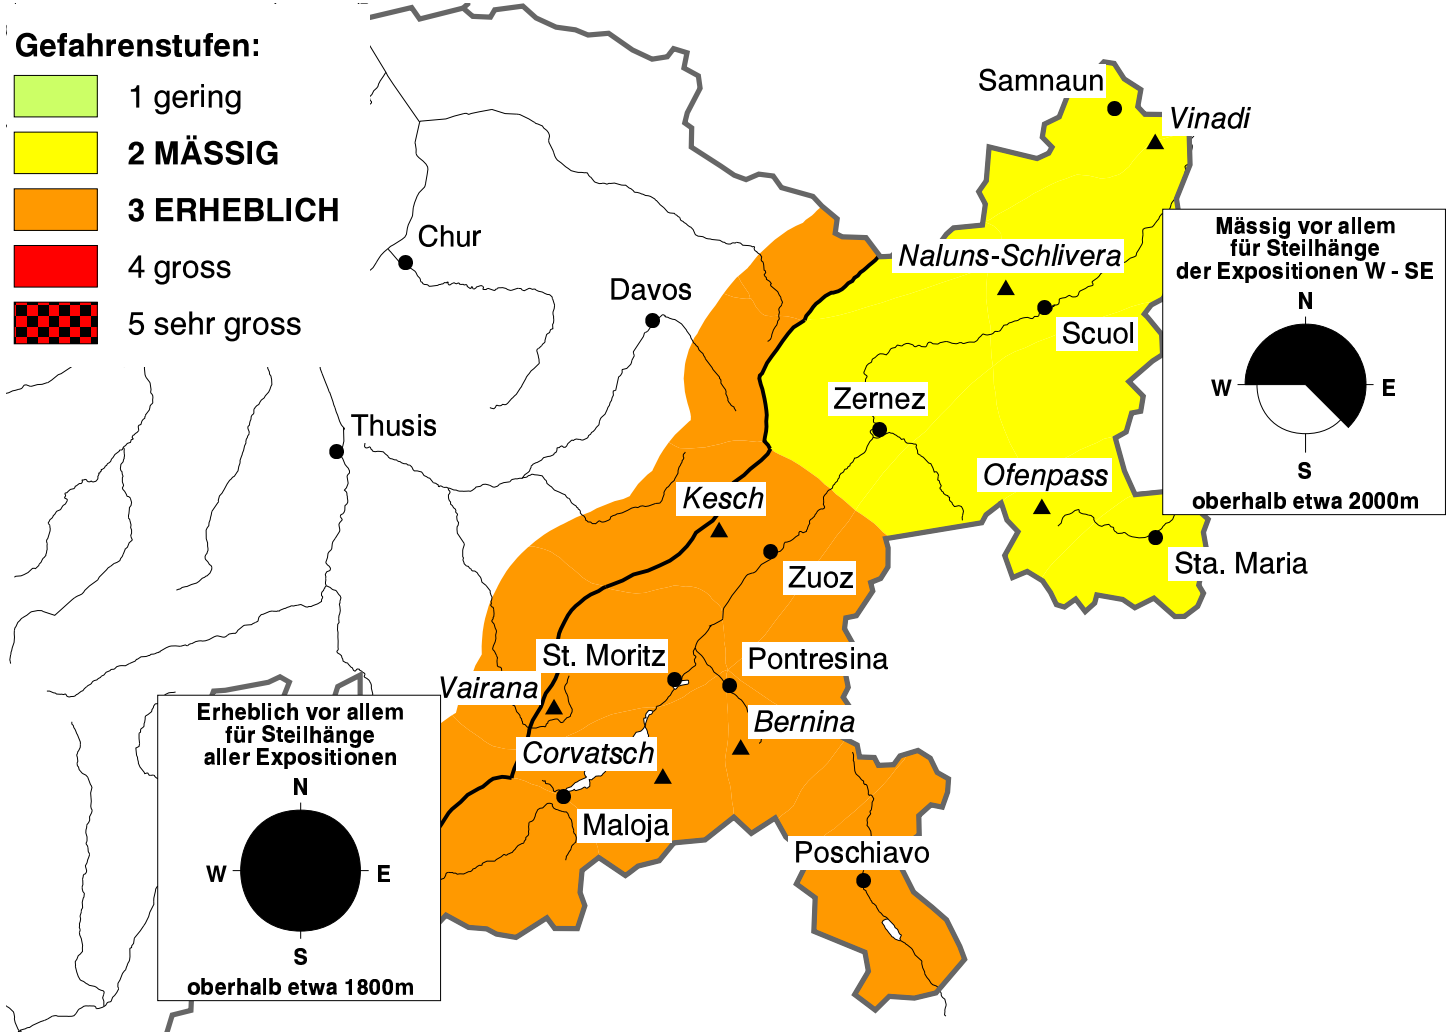 Gefahrenstufen:
1 gering
2 MÄSSIG
3 ERHEBLICH
4 gross
5 sehr gross
Samnaun
Vinadi
Chur
Davos
Naluns-Schlivera
Scuol
Zernez
Thusis
Kesch
Ofenpass
Zuoz
Sta. Maria
St. Moritz
Pontresina
Vairana
Bernina
Corvatsch
Maloja
Poschiavo
Mässig vor allem
für Steilhänge
der Expositionen W - SE
N
W
E
S
oberhalb etwa 2000m
Erheblich vor allem
für Steilhänge
aller Expositionen
N
W
E
S
oberhalb etwa 1800m